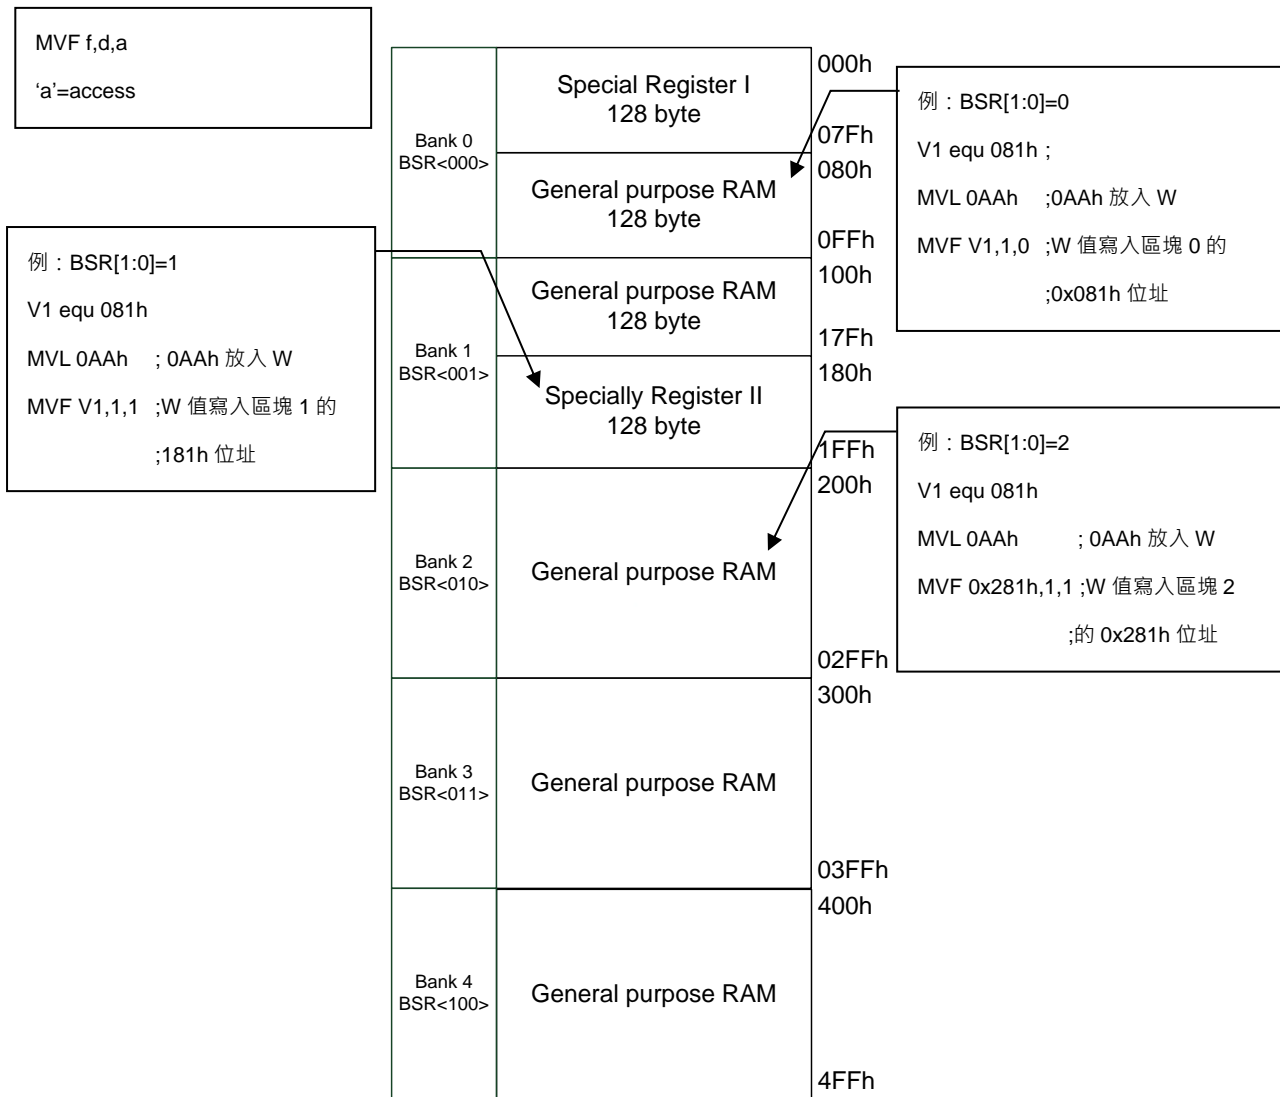 MVF f,d,a
‘a’=access
Bank 0
BSR<000>
Special Register I
128 byte
000h
07Fh
General purpose RAM
128 byte
080h
0FFh
例：BSR[1:0]=0
V1 equ 081h ;
MVL 0AAh ;0AAh 放入 W
MVF V1,1,0 ;W 值寫入區塊 0 的
;0x081h 位址
例：BSR[1:0]=1
V1 equ 081h
MVL 0AAh ; 0AAh 放入 W
MVF V1,1,1 ;W 值寫入區塊 1 的
;181h 位址
Bank 1
BSR<001>
General purpose RAM
128 byte
100h
17Fh
Specially Register II
128 byte
180h
1FFh
例：BSR[1:0]=2
V1 equ 081h
MVL 0AAh ; 0AAh 放入 W
MVF 0x281h,1,1 ;W 值寫入區塊 2
;的 0x281h 位址
Bank 2
BSR<010>
General purpose RAM
200h
02FFh
Bank 3
BSR<011>
General purpose RAM
300h
03FFh
Bank 4
BSR<100>
General purpose RAM
400h
4FFh